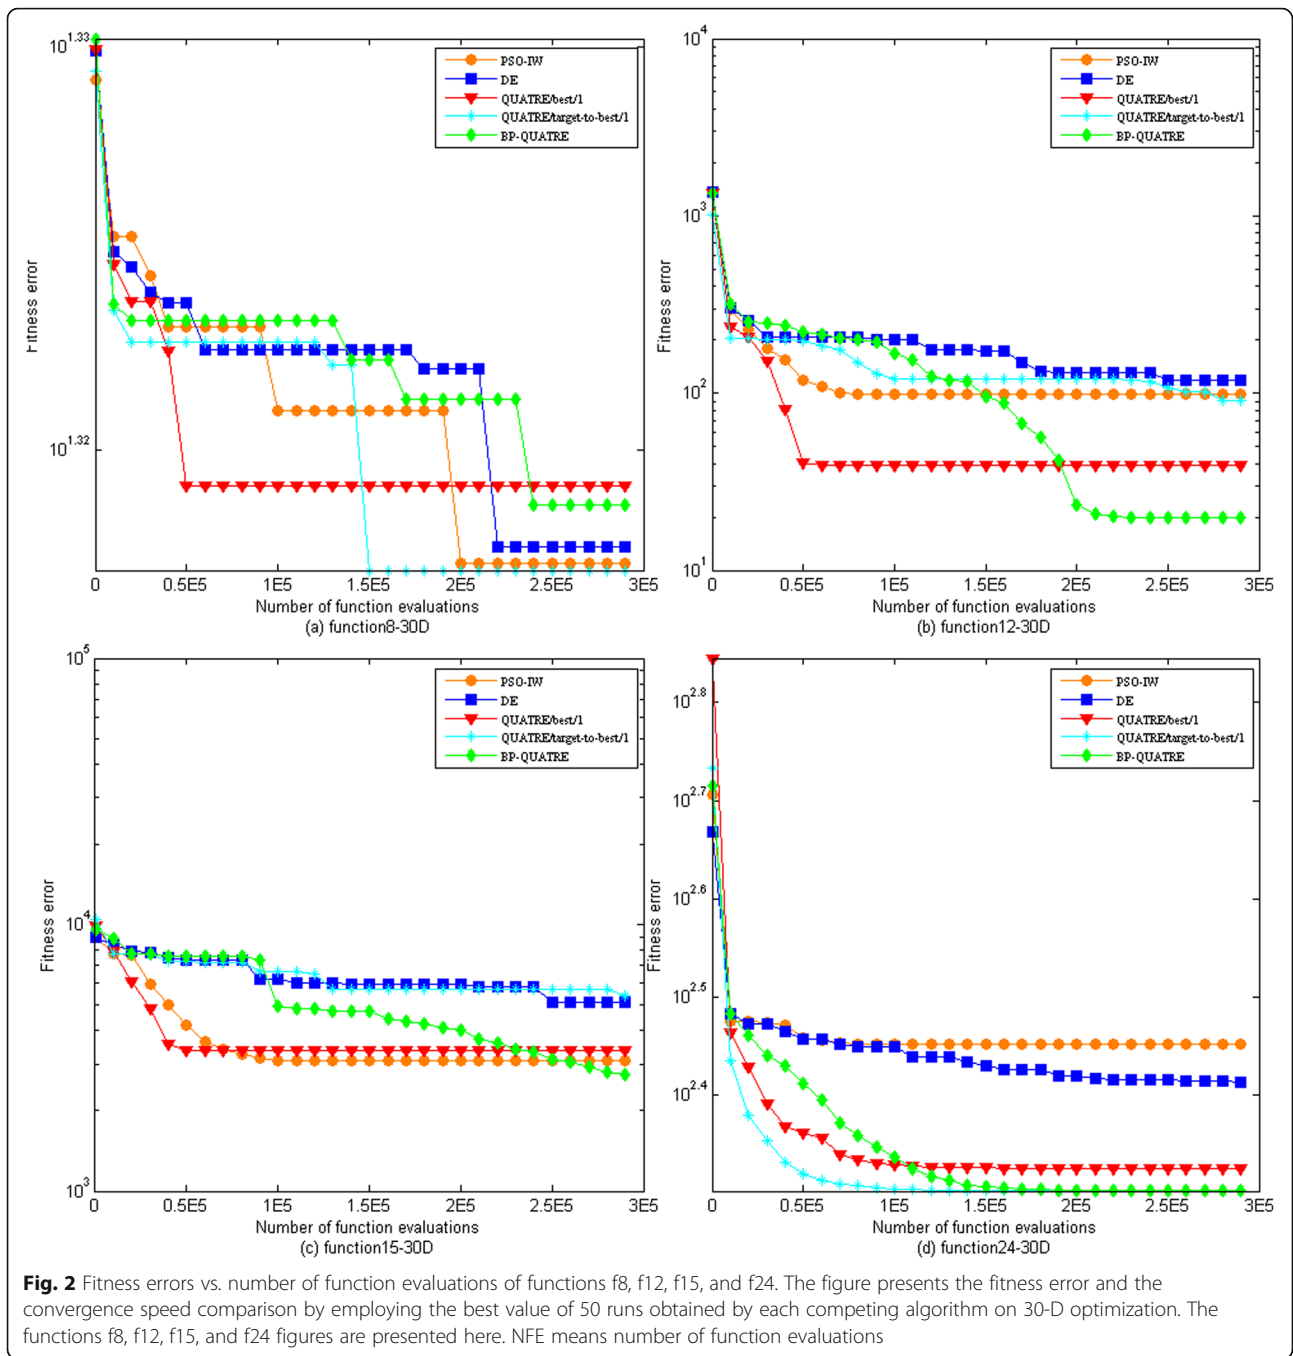 10^1.33
10^1.32
Fitness error
PSO-IW
DE
QUATRE/best/1
QUATRE/target-to-best/1
BP-QUATRE
0 0.5E5 1E5 1.5E5 2E5 2.5E5 3E5
Number of function evaluations
(a) function8-30D
10^4
10^3
10^2
10^1
Fitness error
PSO-IW
DE
QUATRE/best/1
QUATRE/target-to-best/1
BP-QUATRE
0 0.5E5 1E5 1.5E5 2E5 2.5E5 3E5
Number of function evaluations
(b) function12-30D
10^5
10^4
10^3
Fitness error
PSO-IW
DE
QUATRE/best/1
QUATRE/target-to-best/1
BP-QUATRE
0 0.5E5 1E5 1.5E5 2E5 2.5E5 3E5
Number of function evaluations
(c) function15-30D
10^2.8
10^2.7
10^2.6
10^2.5
10^2.4
Fitness error
PSO-IW
DE
QUATRE/best/1
QUATRE/target-to-best/1
BP-QUATRE
0 0.5E5 1E5 1.5E5 2E5 2.5E5 3E5
Number of function evaluations
(d) function24-30D
Fig. 2 Fitness errors vs. number of function evaluations of functions f8, f12, f15, and f24. The figure presents the fitness error and the
convergence speed comparison by employing the best value of 50 runs obtained by each competing algorithm on 30-D optimization. The
functions f8, f12, f15, and f24 figures are presented here. NFE means number of function evaluations